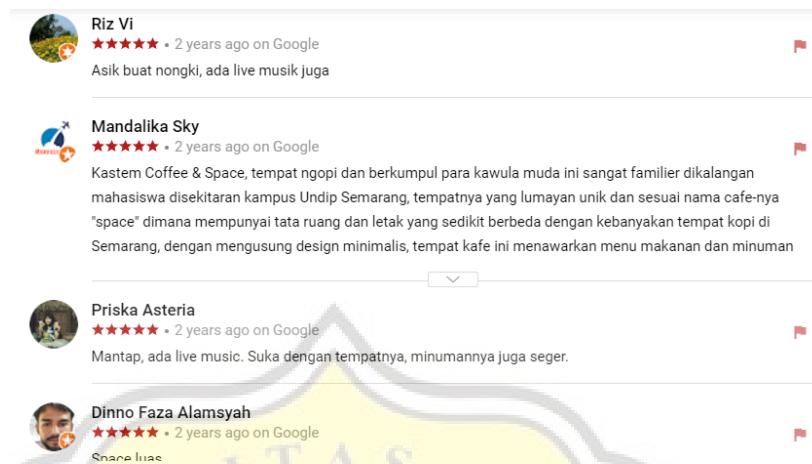 Riz Vi
★★★★★ • 2 years ago on Google
Asik buat nongki, ada live musik juga
Mandalika Sky
★★★★★ • 2 years ago on Google
Kastem Coffee & Space, tempat ngopi dan berkumpul para kawula muda ini sangat familier dikalangan
mahasiswa disekitaran kampus Undip Semarang, tempatnya yang lumayan unik dan sesuai nama cafe-nya
"space" dimana mempunyai tata ruang dan letak yang sedikit berbeda dengan kebanyakan tempat kopi di
Semarang, dengan mengusung design minimalis, tempat kafe ini menawarkan menu makanan dan minuman
Priska Asteria
★★★★★ • 2 years ago on Google
Mantap, ada live music. Suka dengan tempatnya, minumannya juga seger.
Dinno Faza Alamsyah
★★★★★ • 2 years ago on Google
Space luas